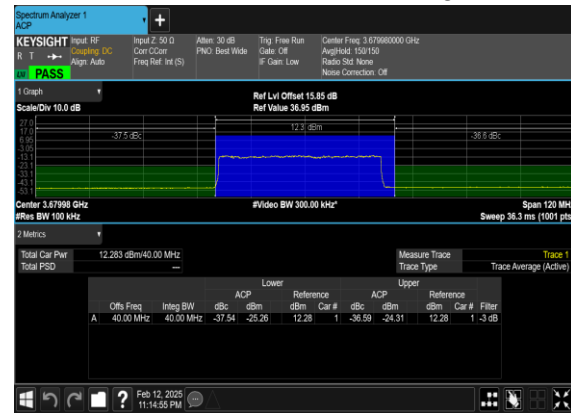 Spectrum Analyzer 1
ACP
KEYSIGHT Input: RF Input Z: 50 Ω Atten: 30 dB Trig: Free Run Center Freq: 3.679980000 GHz
R T Coupling: DC Corr CCorr PNO: Best Wide Gate: Off Avg|Hold: 150/150
Align: Auto Freq Ref: Int (S) IF Gain: Low Radio Std: None
Noise Correction: Off
PASS
1 Graph
Ref Lvl Offset 15.85 dB
Scale/Div 10.0 dB Ref Value 36.95 dBm
27.0
17.0 12.3 dBm
6.95 -37.5 dBc -36.6 dBc
-3.05
-13.1
-23.1
-33.1
-43.1
-53.1
Center 3.67998 GHz #Video BW 300.00 kHz* Span 120 MH
#Res BW 100 kHz Sweep 36.3 ms (1001 pts
2 Metrics
Total Car Pwr 12.283 dBm/40.00 MHz Measure Trace Trace 1
Total PSD --- Trace Type Trace Average (Active)
Lower Upper
ACP Reference ACP Reference
Offs Freq Integ BW dBc dBm dBm Car # dBc dBm dBm Car # Filter
A 40.00 MHz 40.00 MHz -37.54 -25.26 12.28 1 -36.59 -24.31 12.28 1 -3 dB
? Feb 12, 2025
11:14:55 PM